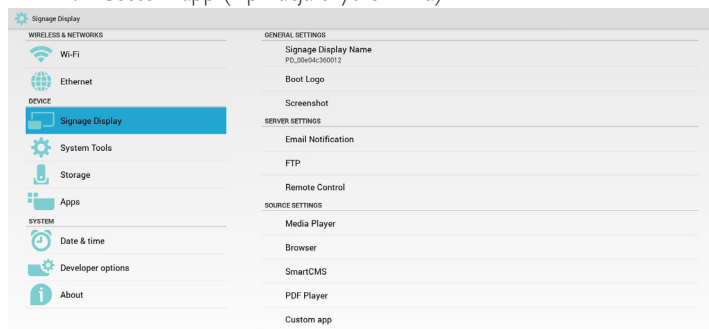 Signage Display
WIRELESS & NETWORKS
Wi-Fi
Ethernet
DEVICE
Signage Display
System Tools
Storage
Apps
SYSTEM
Date & time
Developer options
About
GENERAL SETTINGS
Signage Display Name
PD_00e04c360012
Boot Logo
Screenshot
SERVER SETTINGS
Email Notification
FTP
Remote Control
SOURCE SETTINGS
Media Player
Browser
SmartCMS
PDF Player
Custom app